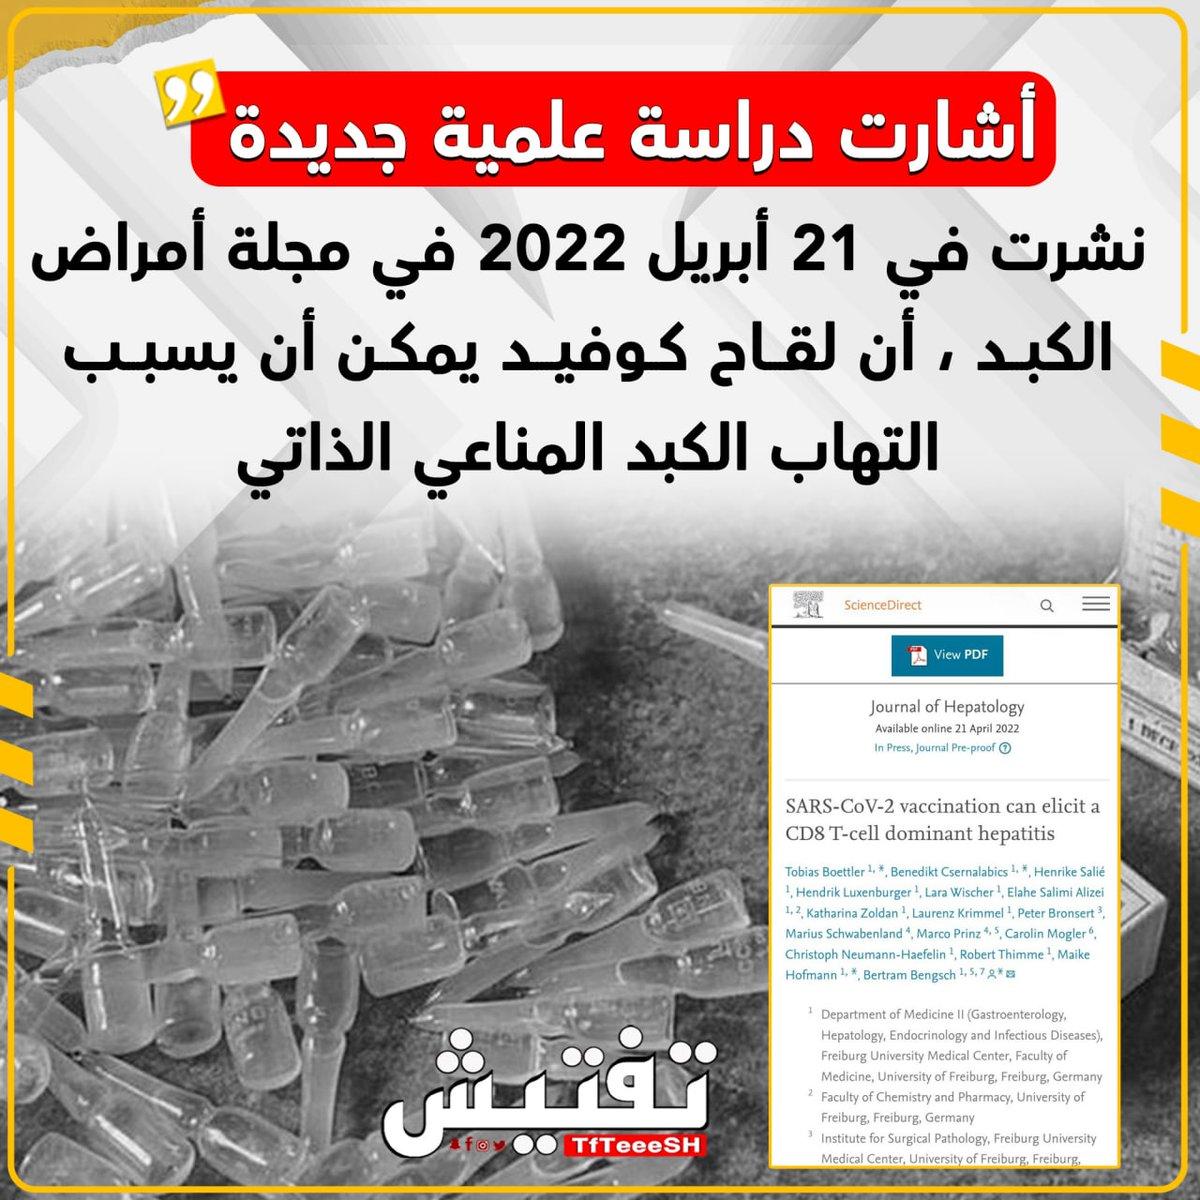 أشارت دراسة علمية جديدة
نشرت في 21 أبريل 2022 في مجلة أمراض
الكبد ، أن لقاح كوفيد يمكن أن يسبب
التهاب الكبد المناعي الذاتي
ScienceDirect
View PDF
Journal of Hepatology
Available online 21 April 2022
In Press, Journal Pre-proof
SARS-CoV-2 vaccination can elicit a
CD8 T-cell dominant hepatitis
Tobias Boettler 1, *, Benedikt Csernalabics 1, *, Henrike Salié
1, Hendrik Luxenburger 1, Lara Wischer 1, Elahe Salimi Alizei
1, 2, Katharina Zoldan 1, Laurenz Krimmel 1, Peter Bronsert 3,
Marius Schwabenland 4, Marco Prinz 4, 5, Carolin Mogler 6,
Christoph Neumann-Haefelin 1, Robert Thimme 1, Maike
Hofmann 1, *, Bertram Bengsch 1, 5, 7 *
1 Department of Medicine II (Gastroenterology,
Hepatology, Endocrinology and Infectious Diseases),
Freiburg University Medical Center, Faculty of
Medicine, University of Freiburg, Freiburg, Germany
2 Faculty of Chemistry and Pharmacy, University of
Freiburg, Freiburg, Germany
3 Institute for Surgical Pathology, Freiburg University
Medical Center, University of Freiburg, Freiburg,
تفتيش
TfTeeeSH